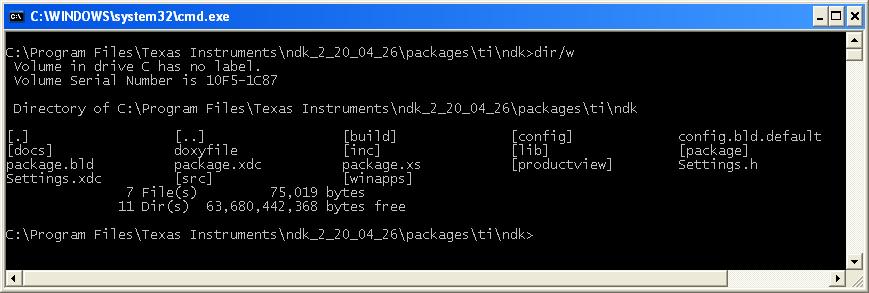 C:\WINDOWS\system32\cmd.exe
C:\Program Files\Texas Instruments\ndk_2_20_04_26\packages\ti\ndk>dir/w
Volume in drive C has no label.
Volume Serial Number is 10F5-1C87
Directory of C:\Program Files\Texas Instruments\ndk_2_20_04_26\packages\ti\ndk
[.] [..] [build] [config] config.bld.default
[docs] doxyfile [inc] [lib] [package]
package.bld package.xdc package.xs [productview] Settings.h
Settings.xdc [src] [winapps]
7 File(s) 75,019 bytes
11 Dir(s) 63,680,442,368 bytes free
C:\Program Files\Texas Instruments\ndk_2_20_04_26\packages\ti\ndk>